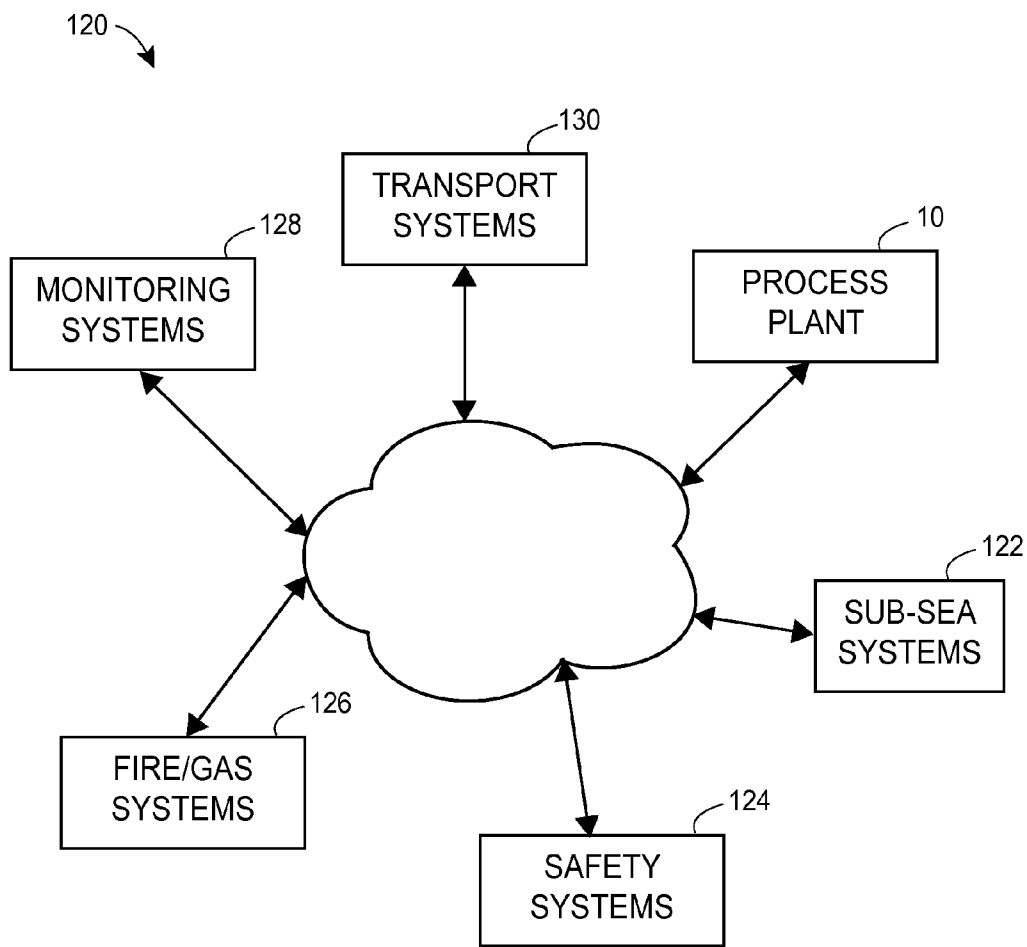 120
130
TRANSPORT
SYSTEMS
128
MONITORING
SYSTEMS
10
PROCESS
PLANT
122
SUB-SEA
SYSTEMS
126
FIRE/GAS
SYSTEMS
124
SAFETY
SYSTEMS